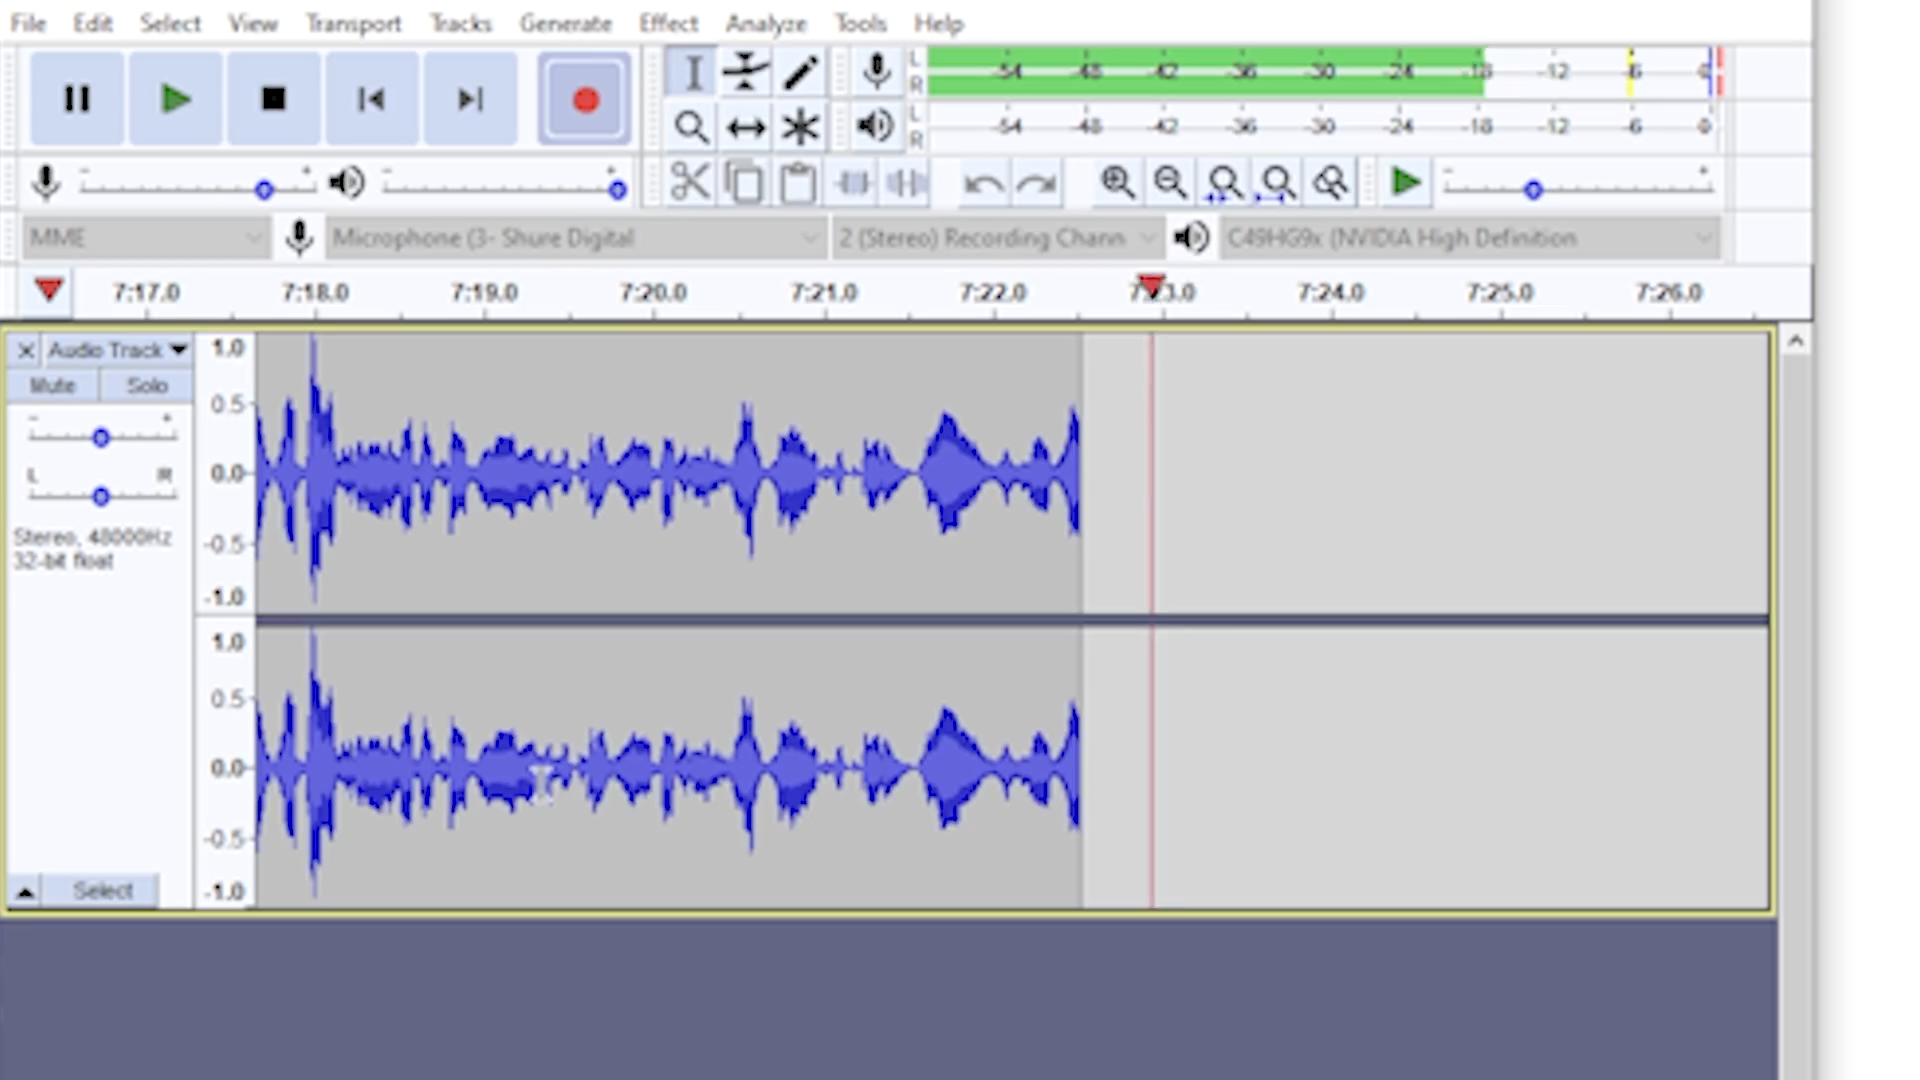 File Edit Select View Transport Tracks Generate Effect Analyze Tools Help
L -54 -48 -42 -36 -30 -24 -18 -12 -6 0
R
L -54 -48 -42 -36 -30 -24 -18 -12 -6 0
R
- + - + - +
MME Microphone (3- Shure Digital 2 (Stereo) Recording Chann C49HG9x (NVIDIA High Definition
7:17.0 7:18.0 7:19.0 7:20.0 7:21.0 7:22.0 7:23.0 7:24.0 7:25.0 7:26.0
× Audio Track 1.0
Mute Solo 0.5
- +
L R 0.0
Stereo, 48000Hz -0.5
32-bit float
-1.0
1.0
0.5
0.0
-0.5
Select -1.0